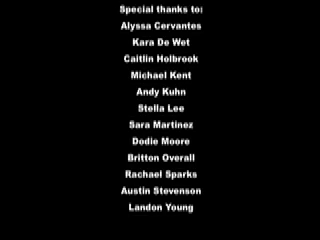 Special thanks to:
Alyssa Cervantes
Kara De Wet
Caitlin Holbrook
Michael Kent
Andy Kuhn
Stella Lee
Sara Martinez
Dodie Moore
Britton Overall
Rachael Sparks
Austin Stevenson
Landon Young